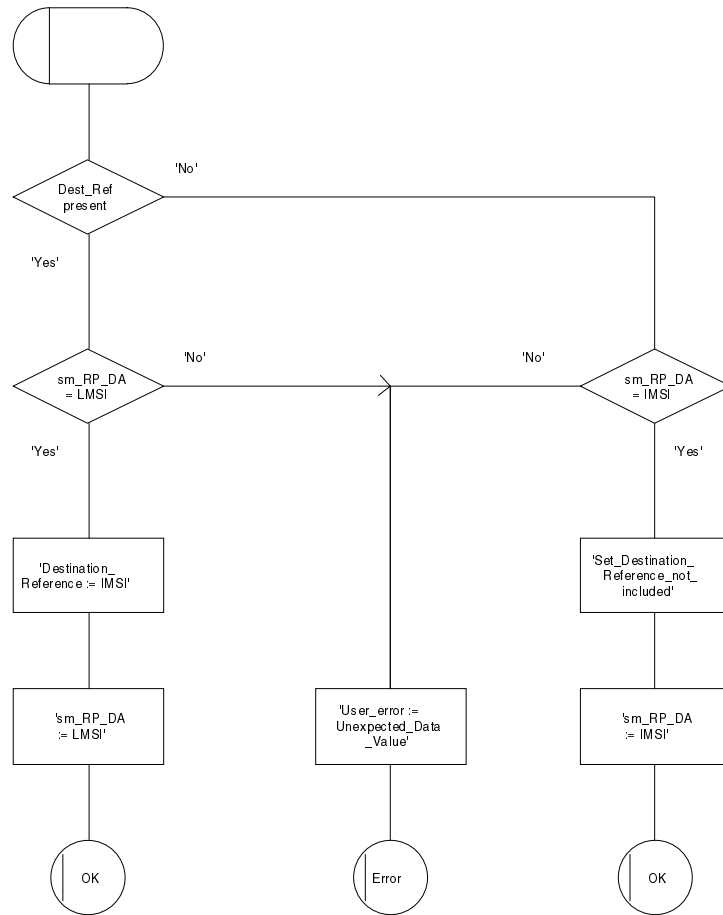 'No'
Dest_Ref
present
'Yes'
'No'
'No'
sm_RP_DA
= LMSI
sm_RP_DA
= IMSI
'Yes'
'Yes'
'Destination_
Reference := IMSI'
'Set_Destination_
Reference_not_
included'
'sm_RP_DA
:= LMSI'
'User_error :=
Unexpected_Data
_Value'
'sm_RP_DA
:= IMSI'
OK
Error
OK